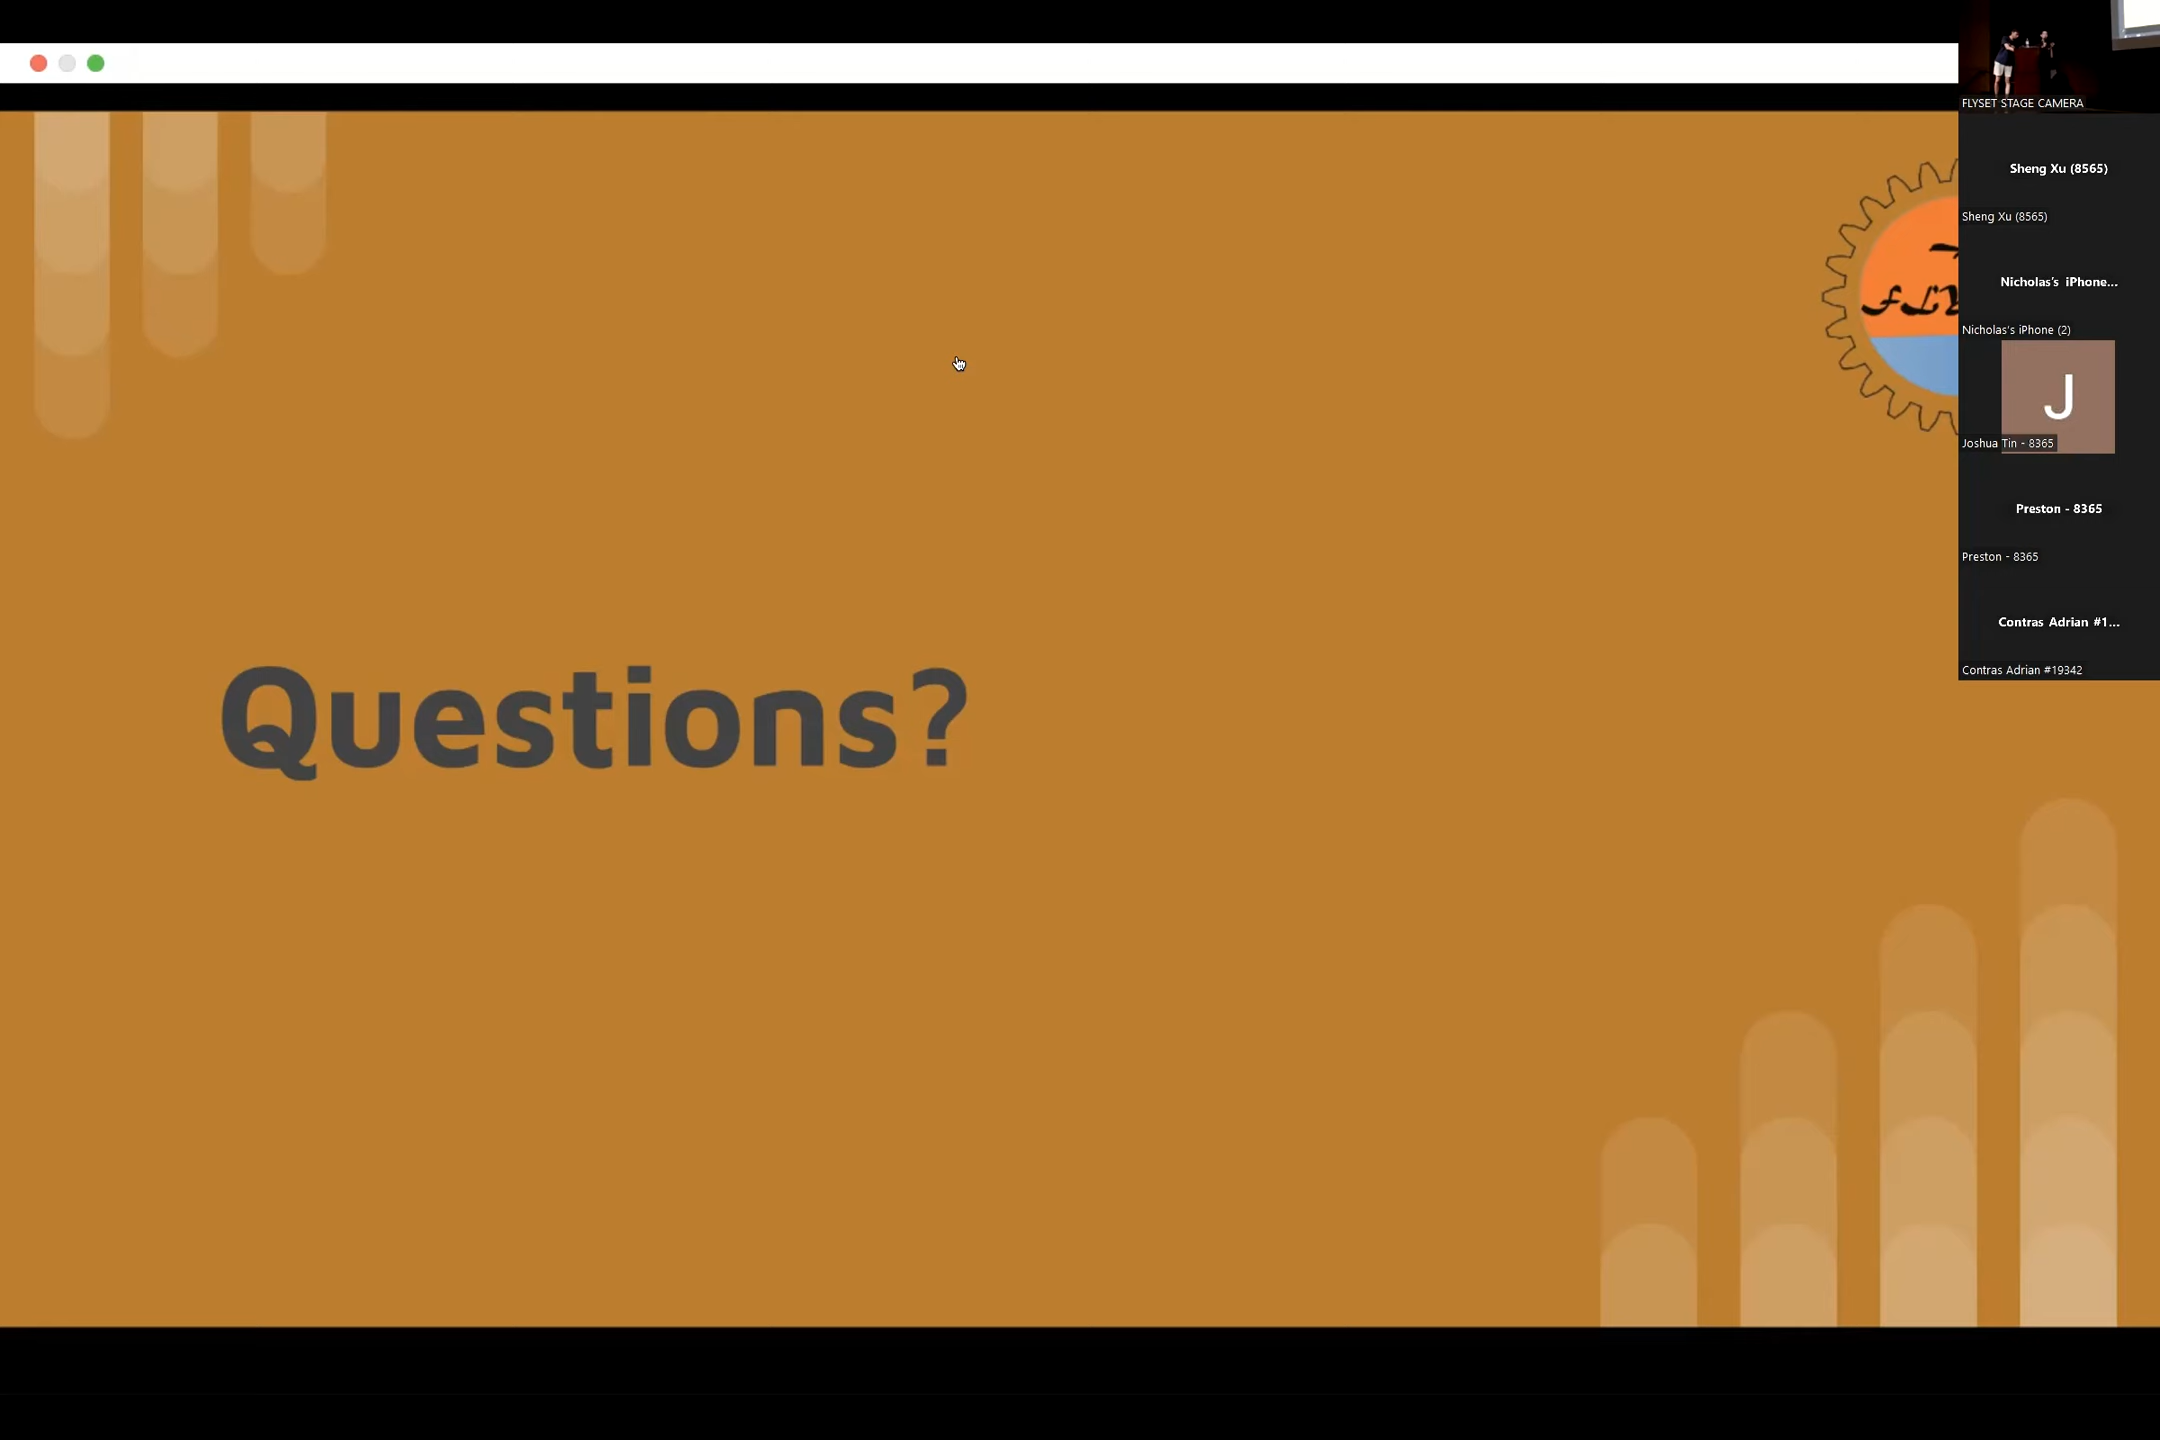 Questions?
FLYSET STAGE CAMERA
Sheng Xu (8565)
Sheng Xu (8565)
Nicholas's iPhone...
Nicholas's iPhone (2)
J
Joshua Tin - 8365
Preston - 8365
Preston - 8365
Contras Adrian #1...
Contras Adrian #19342